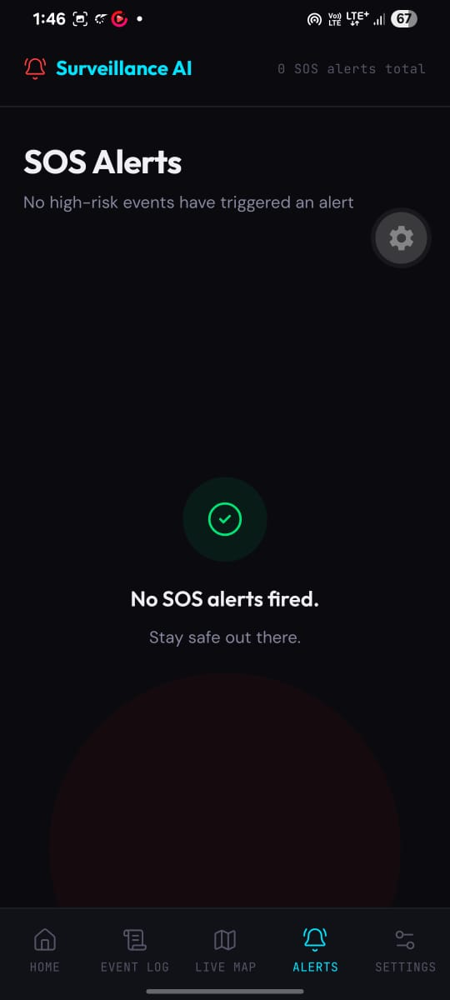 1:46
Vo)) LTE LTE+ 67
Surveillance AI
0 SOS alerts total
SOS Alerts
No high-risk events have triggered an alert
No SOS alerts fired.
Stay safe out there.
HOME
EVENT LOG
LIVE MAP
ALERTS
SETTINGS